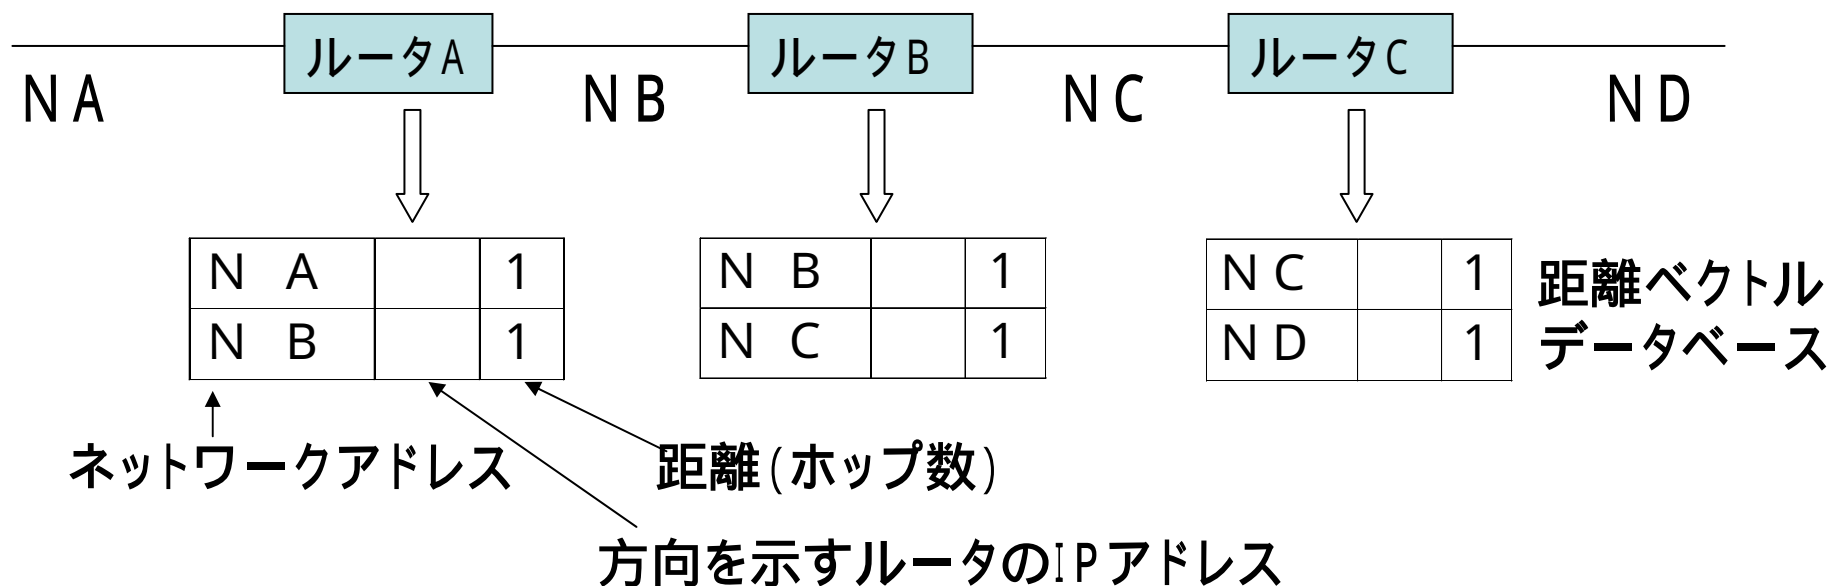 ルータA ルータB ルータC
NA NB NC ND
N A 1 N B 1 NC 1
N B 1 N C 1 ND 1
距離ベクトル
データベース
ネットワークアドレス 距離(ホップ数)
方向を示すルータのIPアドレス